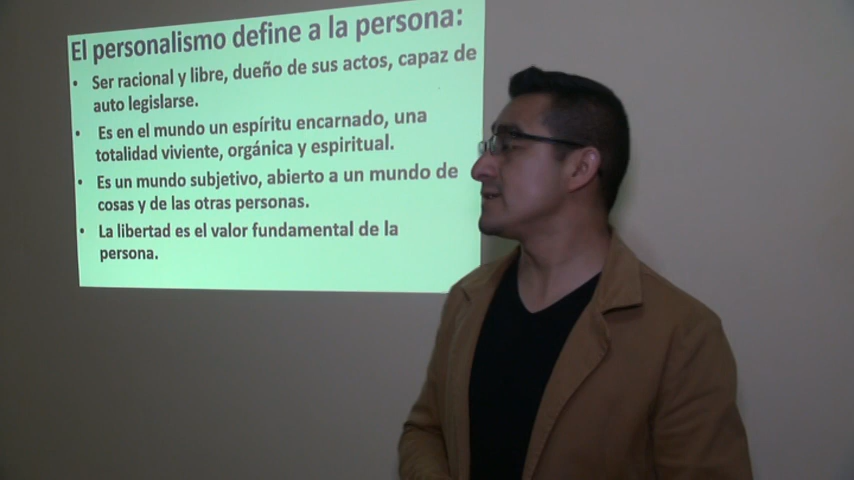 El personalismo define a la persona:
• Ser racional y libre, dueño de sus actos, capaz de
auto legislarse.
• Es en el mundo un espíritu encarnado, una
totalidad viviente, orgánica y espiritual.
• Es un mundo subjetivo, abierto a un mundo de
cosas y de las otras personas.
• La libertad es el valor fundamental de la
persona.